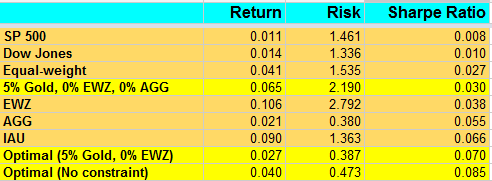 Return Risk Sharpe Ratio
SP 500 0.011 1.461 0.008
Dow Jones 0.014 1.336 0.010
Equal-weight 0.041 1.535 0.027
5% Gold, 0% EWZ, 0% AGG 0.065 2.190 0.030
EWZ 0.106 2.792 0.038
AGG 0.021 0.380 0.055
IAU 0.090 1.363 0.066
Optimal (5% Gold, 0% EWZ) 0.027 0.387 0.070
Optimal (No constraint) 0.040 0.473 0.085